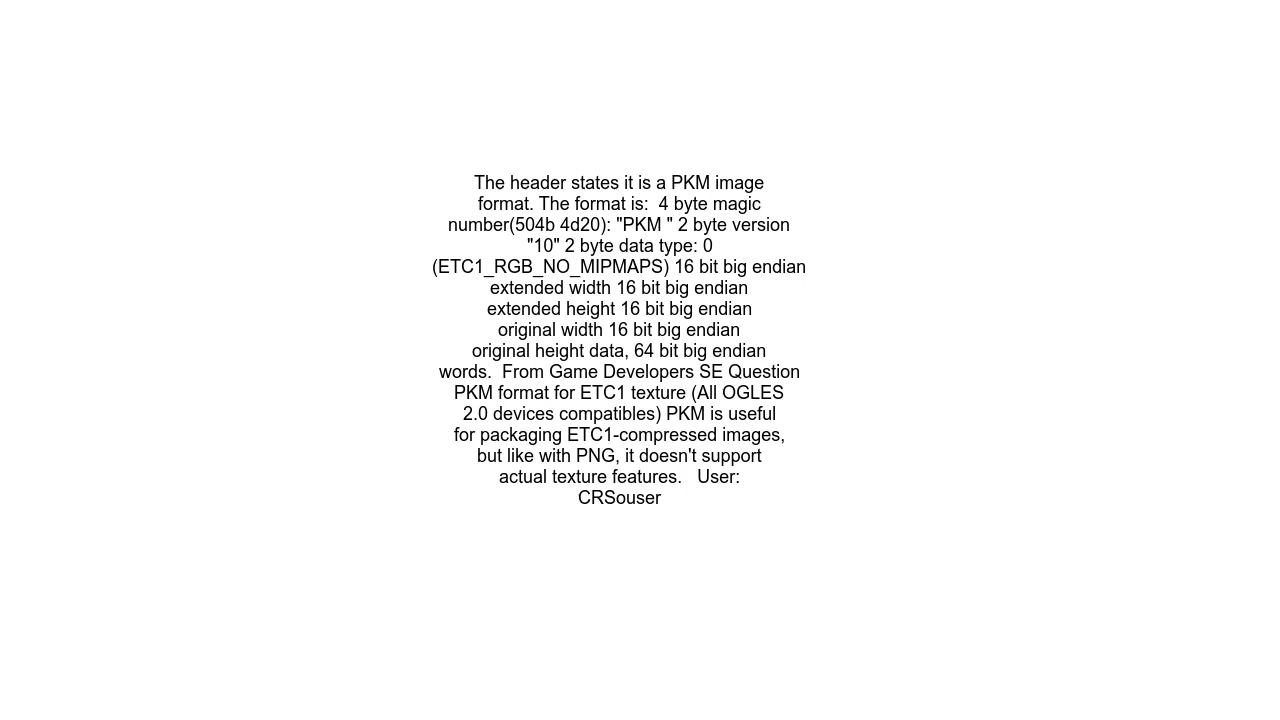 The header states it is a PKM image
format. The format is:  4 byte magic
number(504b 4d20): "PKM " 2 byte version
"10" 2 byte data type: 0
(ETC1_RGB_NO_MIPMAPS) 16 bit big endian
extended width 16 bit big endian
extended height 16 bit big endian
original width 16 bit big endian
original height data, 64 bit big endian
words.  From Game Developers SE Question
PKM format for ETC1 texture (All OGLES
2.0 devices compatibles) PKM is useful
for packaging ETC1-compressed images,
but like with PNG, it doesn't support
actual texture features.   User:
CRSouser